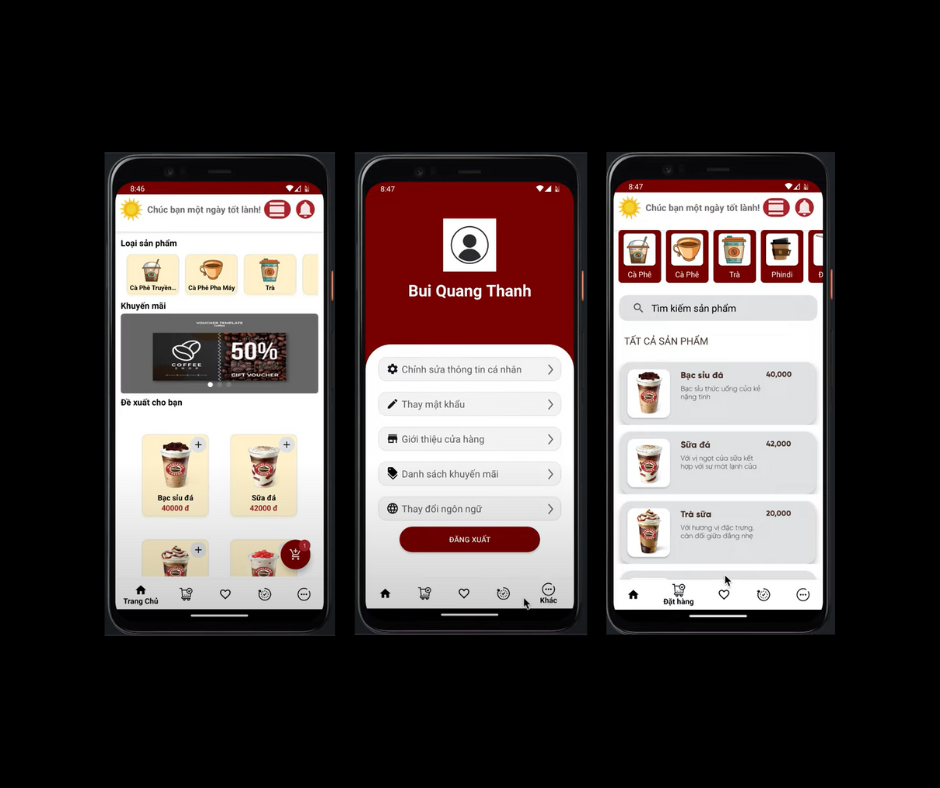 8:46
Chúc bạn một ngày tốt lành!
Loại sản phẩm
Cà Phê Truyền...
Cà Phê Pha Máy
Trà
Khuyến mãi
VOUCHER TEMPLATE
COFFEE
50%
GIFT VOUCHER
Đề xuất cho bạn
+
+
Bạc sỉu đá
40000 đ
Sữa đá
42000 đ
+
1
Trang Chủ
8:47
Bui Quang Thanh
Chỉnh sửa thông tin cá nhân
Thay mật khẩu
Giới thiệu cửa hàng
Danh sách khuyến mãi
Thay đổi ngôn ngữ
ĐĂNG XUẤT
Khác
8:47
Chúc bạn một ngày tốt lành!
Cà Phê
Cà Phê
Trà
Phindi
Đ
Tìm kiếm sản phẩm
TẤT CẢ SẢN PHẨM
Bạc sỉu đá
40,000
Bạc sỉu thức uống của kẻ
nặng tình
Sữa đá
42,000
Với vị ngọt của sữa kết
hợp với sự mát lạnh của
Trà sữa
20,000
Với hương vị đặc trưng,
cân đối giữa đắng nhẹ
Đặt hàng